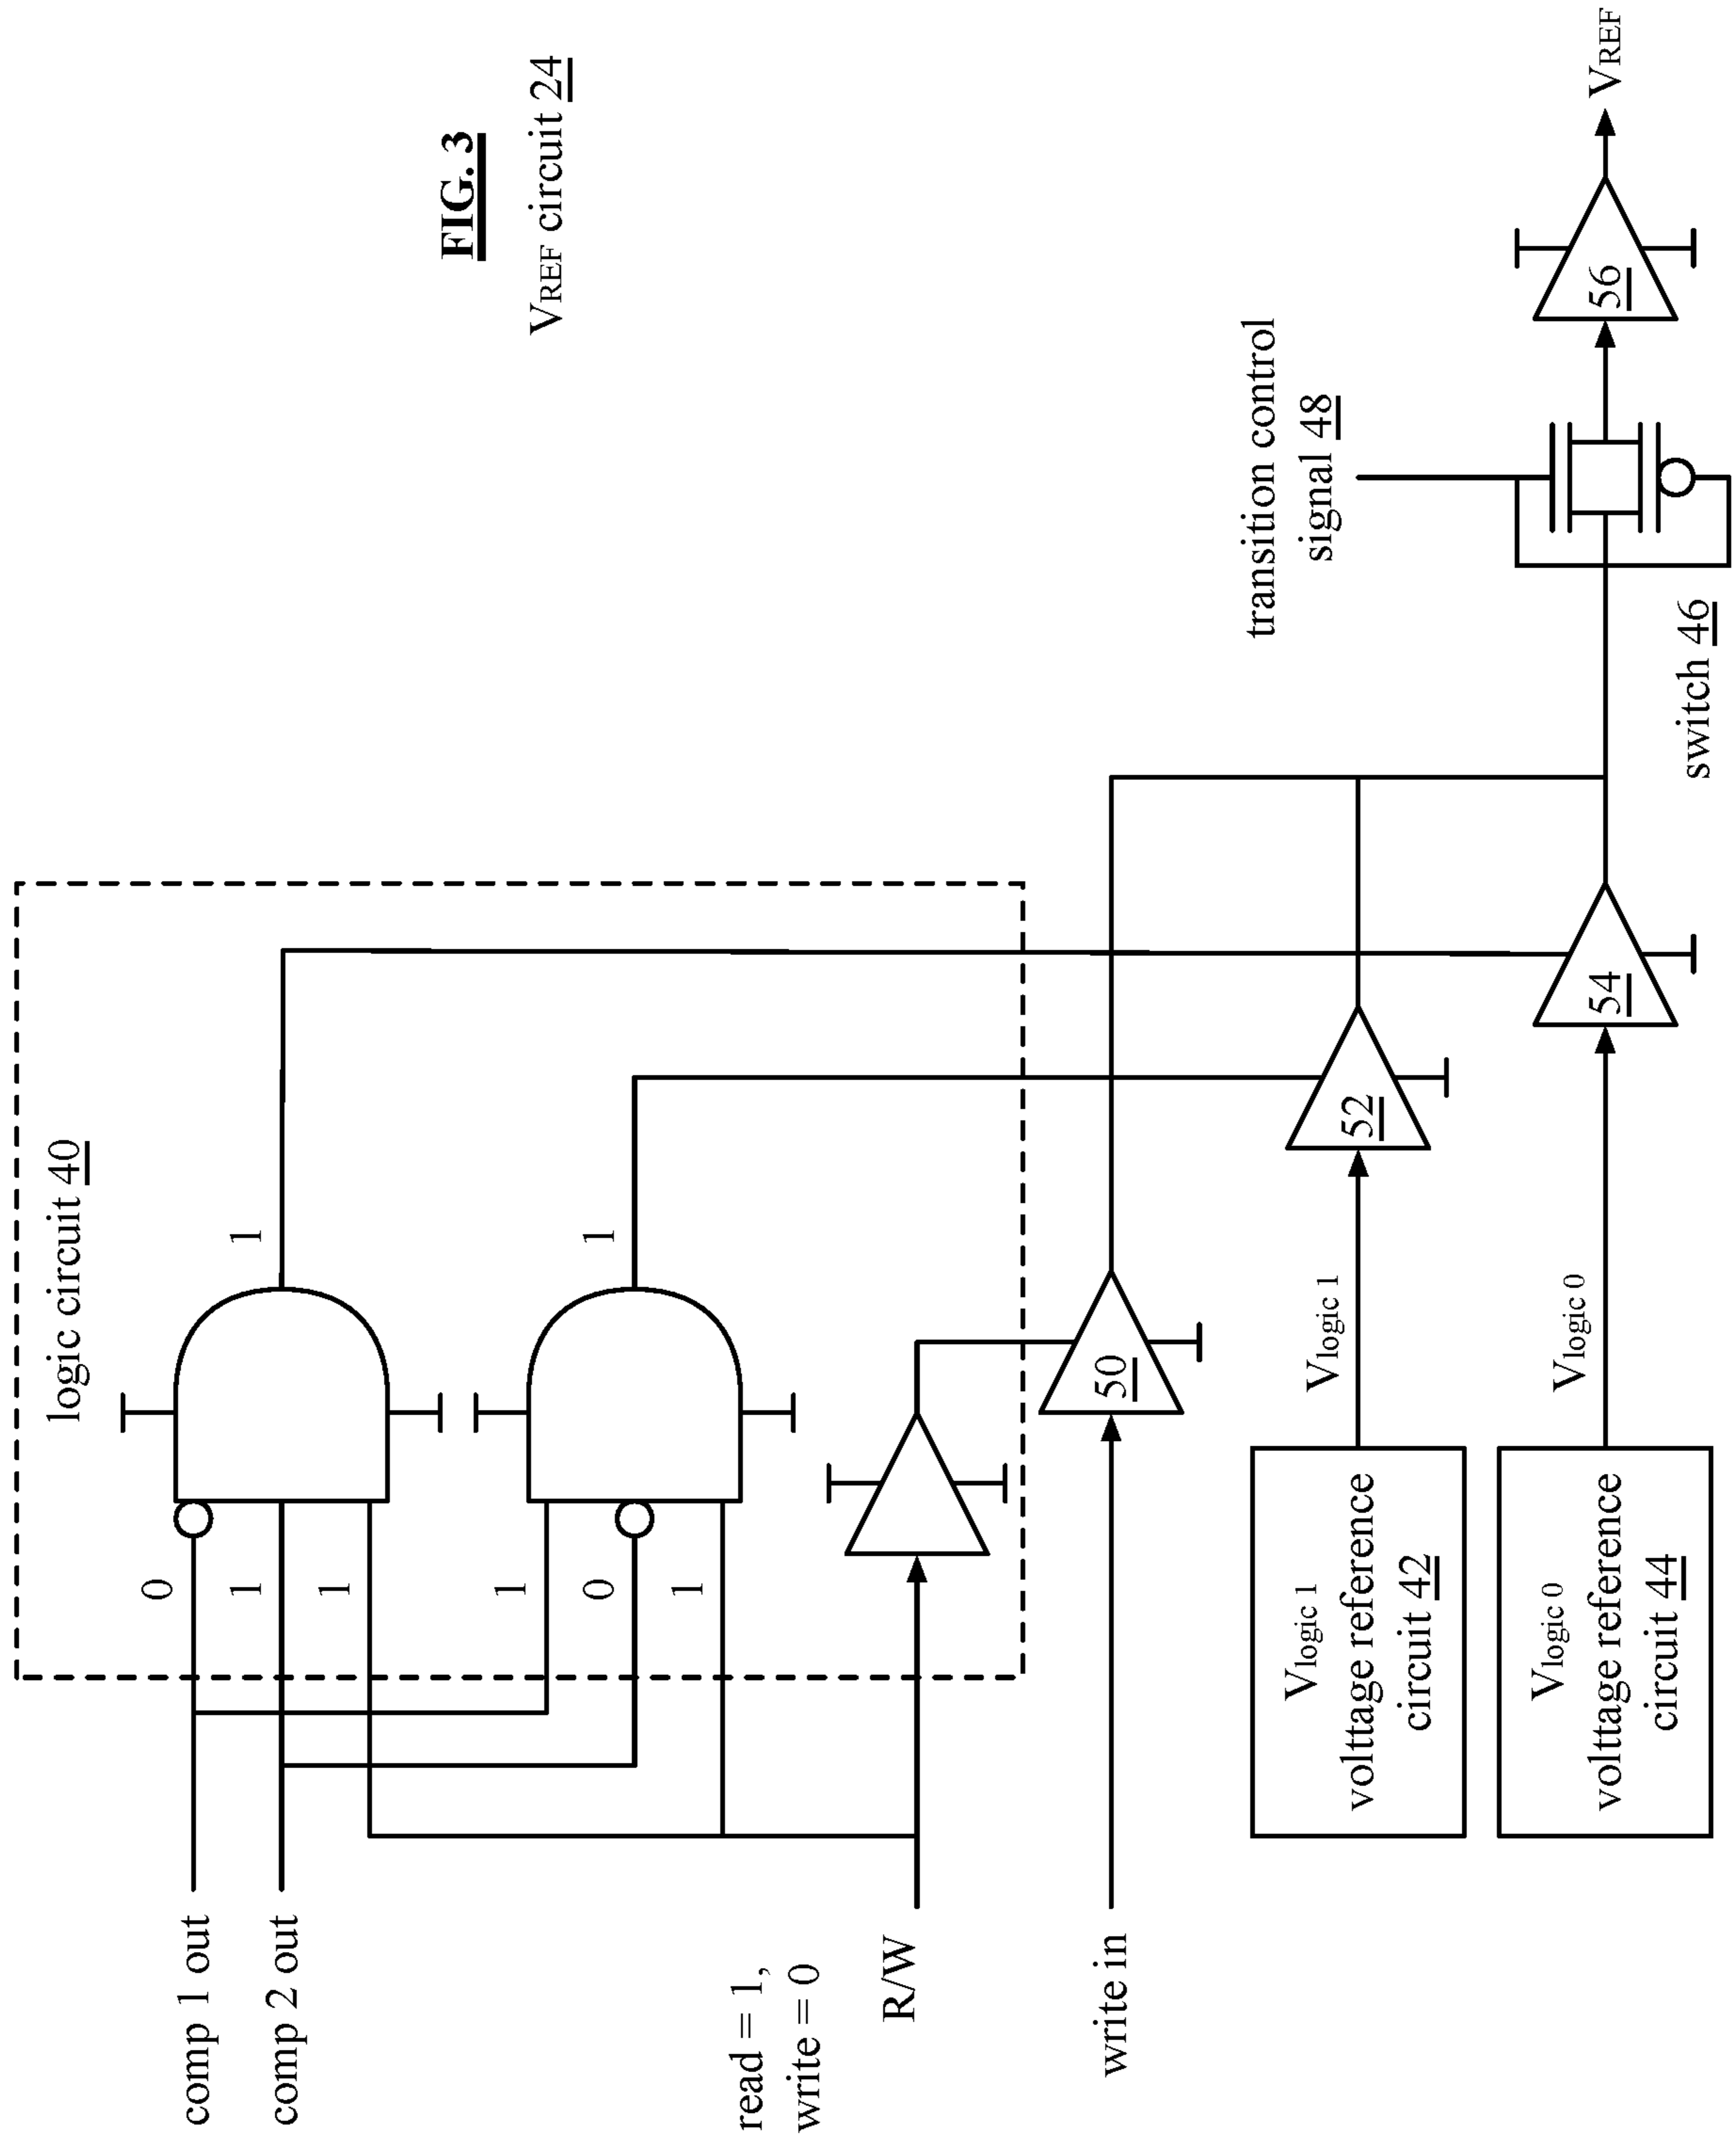 FIG. 3
VREF circuit 24
logic circuit 40
comp 1 out
comp 2 out
0
1
1
1
1
0
1
1
read = 1,
write = 0
R/W
write in
50
Vlogic 1
volttage reference
circuit 42
Vlogic 1
52
Vlogic 0
volttage reference
circuit 44
Vlogic 0
54
switch 46
transition control
signal 48
56
VREF